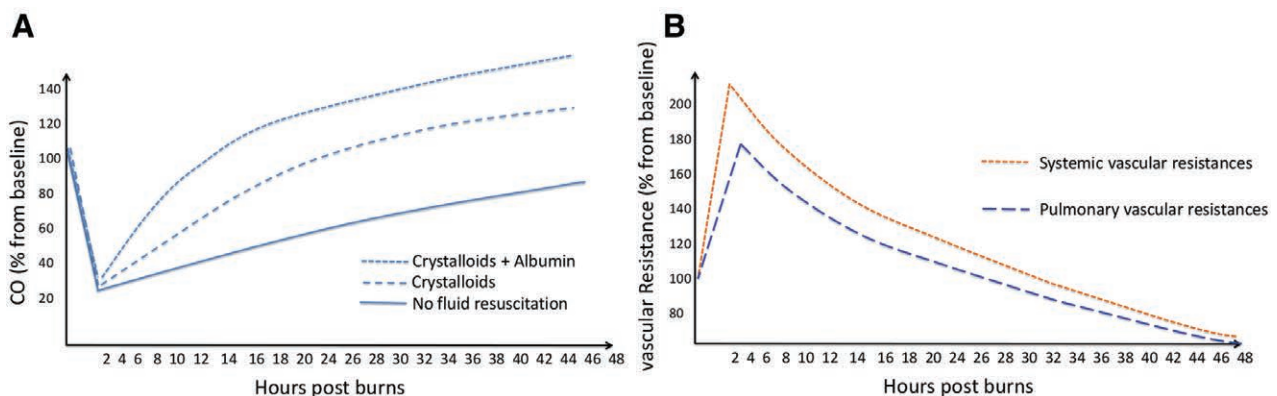 A
CO (% from baseline)
140
120
100
80
60
40
20
Crystalloids + Albumin
Crystalloids
No fluid resuscitation
2 4 6 8 10 12 14 16 18 20 24 26 28 30 32 34 36 38 40 42 44 46 48
Hours post burns
B
vascular Resistance (% from baseline)
200
180
160
140
120
100
80
Systemic vascular resistances
Pulmonary vascular resistances
2 4 6 8 10 12 14 16 18 20 24 26 28 30 32 34 36 38 40 42 44 46 48
Hours post burns